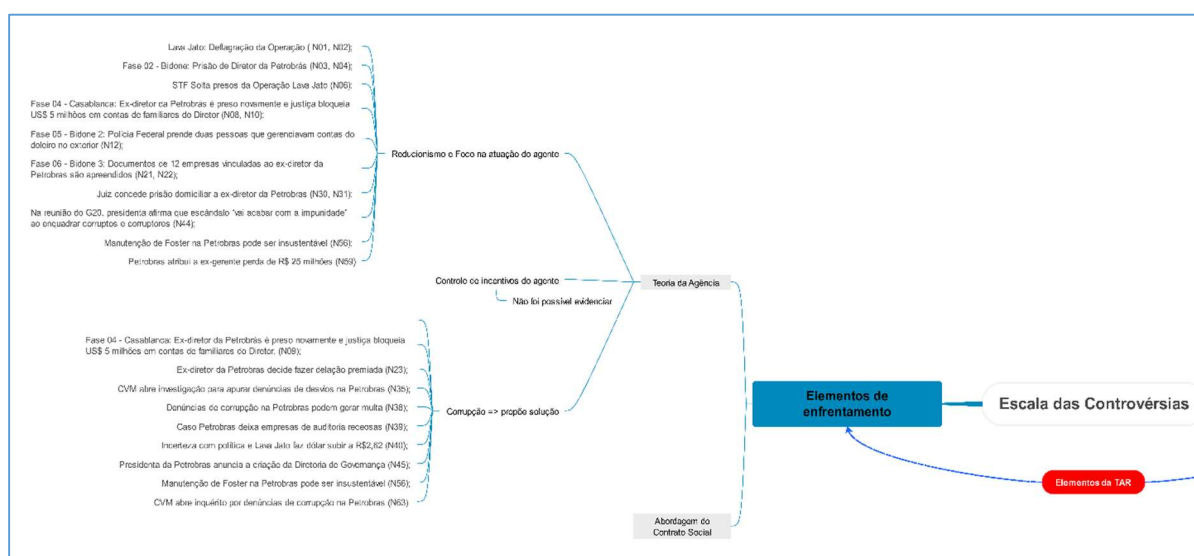 Lava Jato: Deflagração da Operação ( N01, N02);
Fase 02 - Bidone: Prisão de Diretor da Petrobrás (N03, N04);
STF Solta presos da Operação Lava Jato (N06);
Fase 04 - Casablanca: Ex-diretor da Petrobras é preso novamente e justiça bloqueia
US$ 5 milhões em contas de familiares do Diretor (N08, N10);
Fase 05 - Bidone 2: Polícia Federal prende duas pessoas que gerenciavam contas do
doleiro no exterior (N12);
Fase 06 - Bidone 3: Documentos de 12 empresas vinculadas ao ex-diretor da
Petrobras são apreendidos (N21, N22);
Juiz concede prisão domiciliar a ex-diretor da Petrobras (N30, N31);
Na reunião do G20, presidenta afirma que escândalo "vai acabar com a impunidade"
ao enquadrar corruptos e corruptores (N44);
Manutenção de Foster na Petrobras pode ser insustentável (N56);
Petrobras atribui a ex-gerente perda de R$ 25 milhões (N59)
Reducionismo e Foco na atuação do agente
Controle de incentivos do agente
Não foi possível evidenciar
Teoria da Agência
Fase 04 - Casablanca: Ex-diretor da Petrobrás é preso novamente e justiça bloqueia
US$ 5 milhões em contas de familiares do Diretor. (N09);
Ex-diretor da Petrobras decide fazer delação premiada (N23);
CVM abre investigação para apurar denúncias de desvios na Petrobras (N35);
Denúncias de corrupção na Petrobras podem gerar multa (N38);
Caso Petrobras deixa empresas de auditoria receosas (N39);
Incerteza com política e Lava Jato faz dólar subir a R$2,62 (N40);
Presidenta da Petrobras anuncia a criação da Diretoria de Governança (N45);
Manutenção de Foster na Petrobras pode ser insustentável (N56);
CVM abre inquérito por denúncias de corrupção na Petrobras (N63)
Corrupção => propõe solução
Elementos de
enfrentamento
Escala das Controvérsias
Elementos da TAR
Abordagem do
Contrato Social